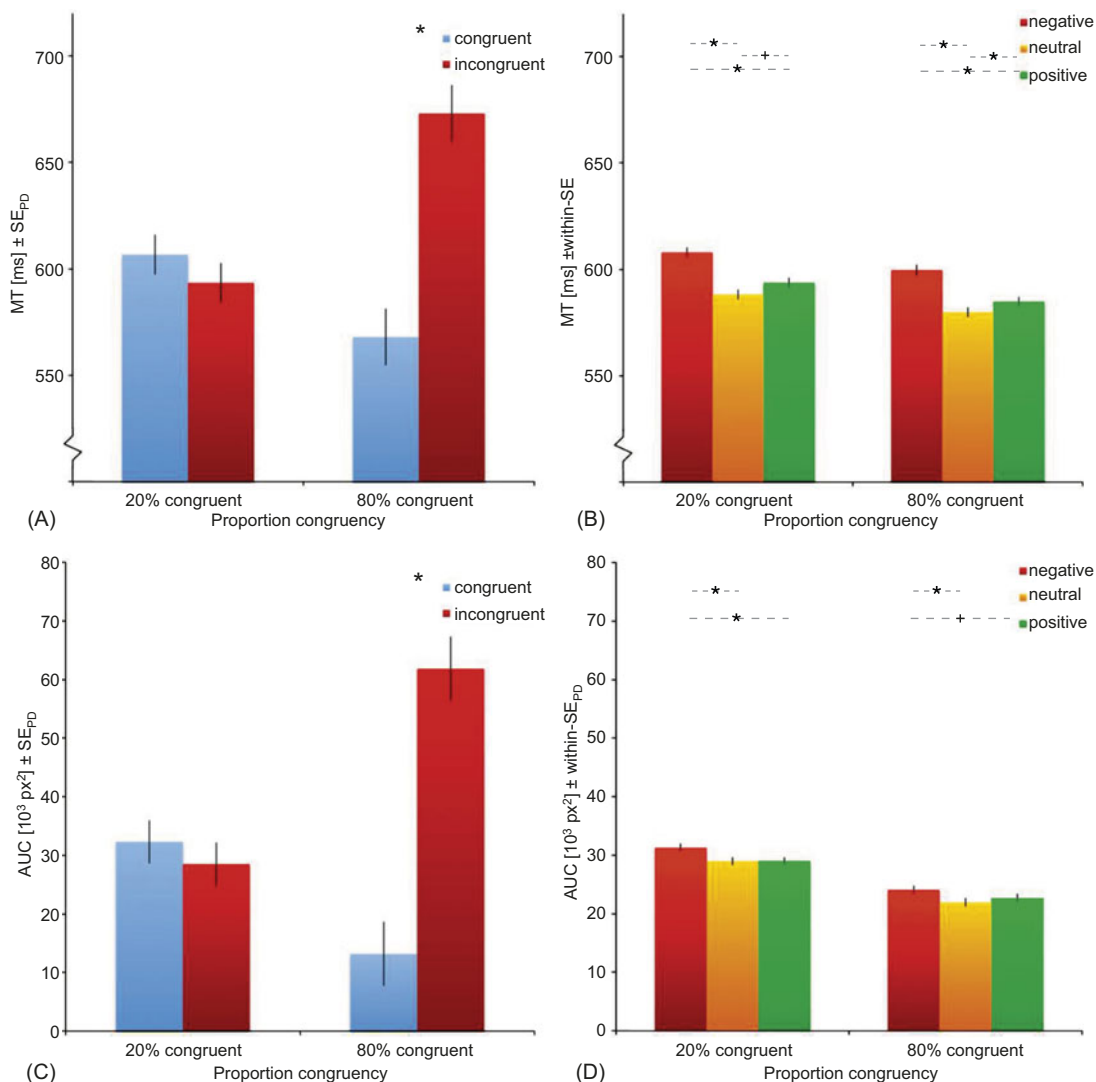 700
650
600
550
MT [ms] ± SE_PD
*
congruent
incongruent
20% congruent
80% congruent
Proportion congruency
(A)
700
650
600
550
MT [ms] ±within-SE
* + *
* * *
negative
neutral
positive
20% congruent
80% congruent
Proportion congruency
(B)
80
70
60
50
40
30
20
10
0
AUC [10³ px²] ± SE_PD
*
congruent
incongruent
20% congruent
80% congruent
Proportion congruency
(C)
80
70
60
50
40
30
20
10
0
AUC [10³ px²] ± within-SE_PD
* *
* +
negative
neutral
positive
20% congruent
80% congruent
Proportion congruency
(D)